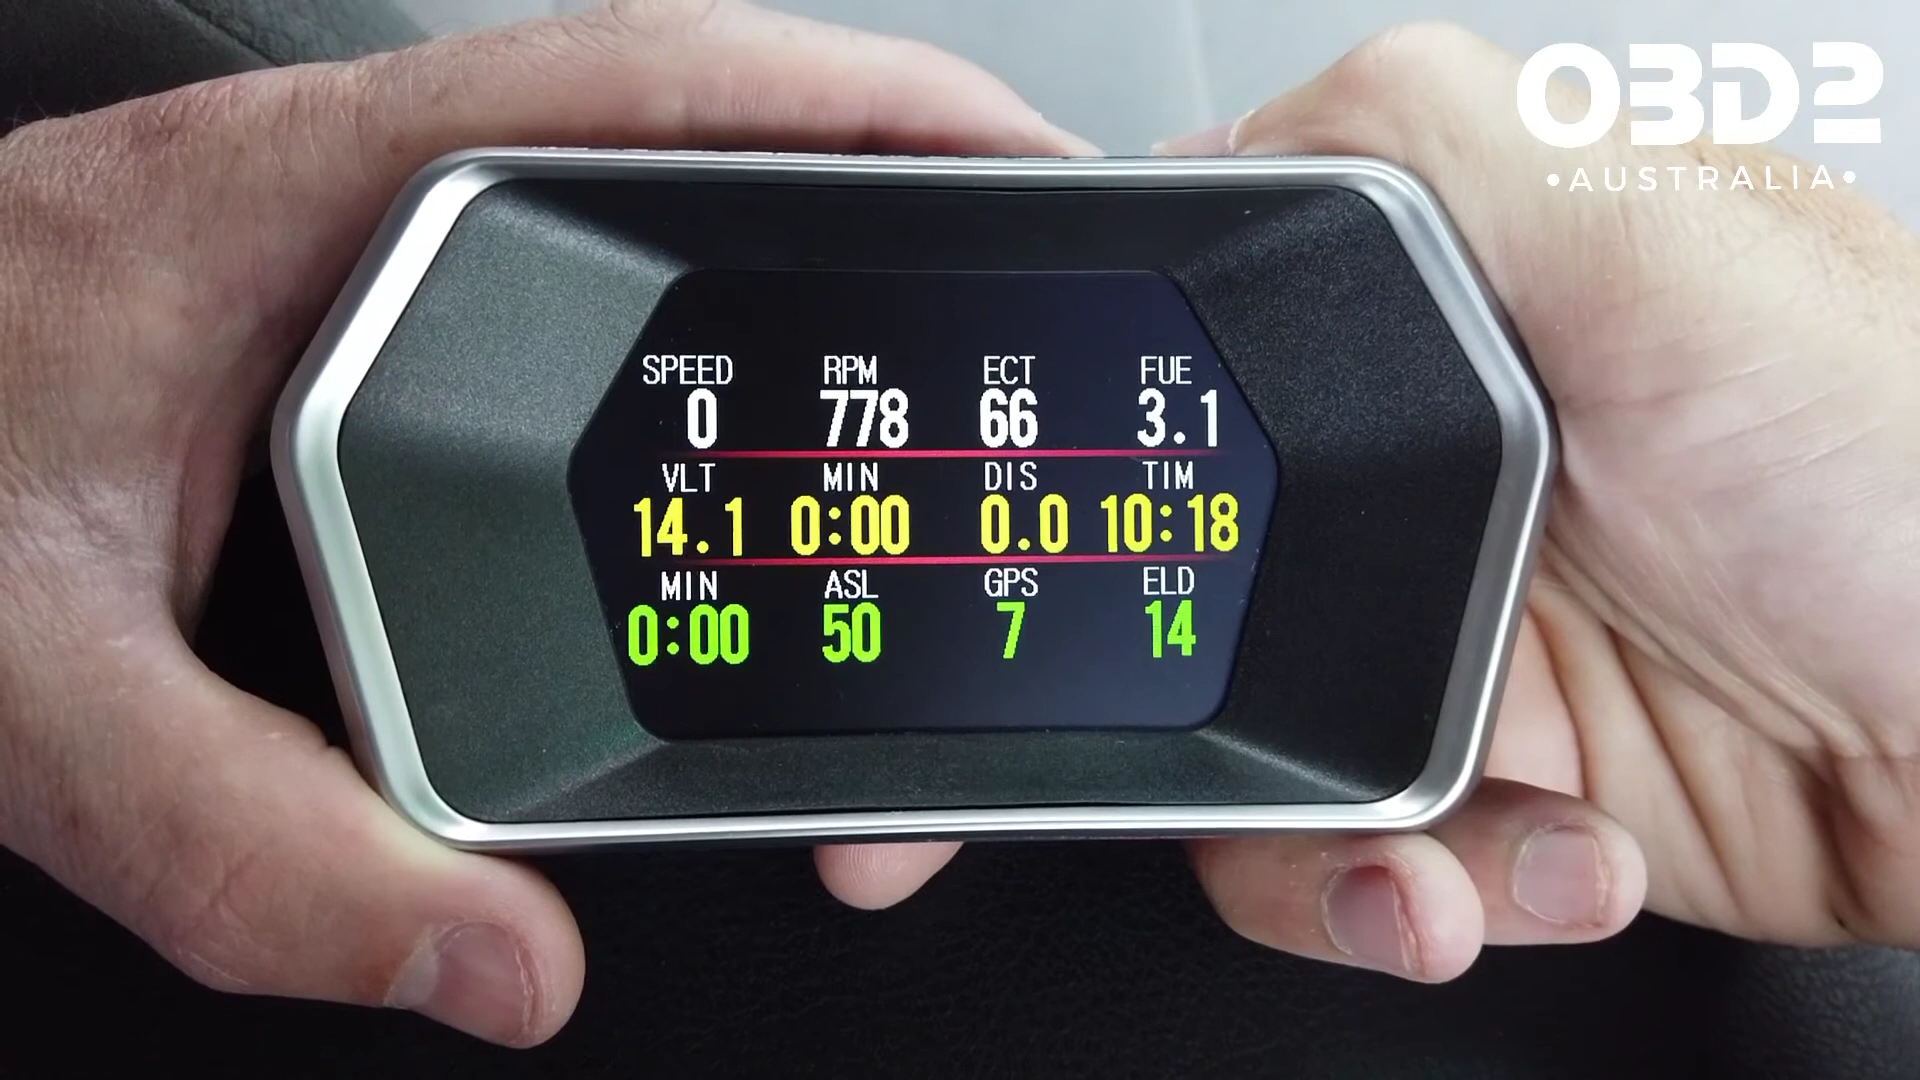 OBD2
•AUSTRALIA•
SPEED RPM ECT FUE
0 778 66 3.1
VLT MIN DIS TIM
14.1 0:00 0.0 10:18
MIN ASL GPS ELD
0:00 50 7 14